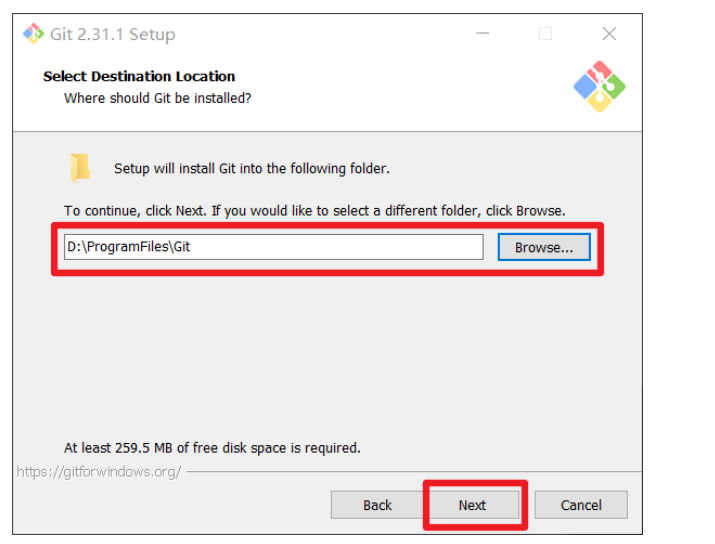 Git 2.31.1 Setup
Select Destination Location
Where should Git be installed?
Setup will install Git into the following folder.
To continue, click Next. If you would like to select a different folder, click Browse.
D:\ProgramFiles\Git
Browse...
At least 259.5 MB of free disk space is required.
https://gitforwindows.org/
Back Next Cancel